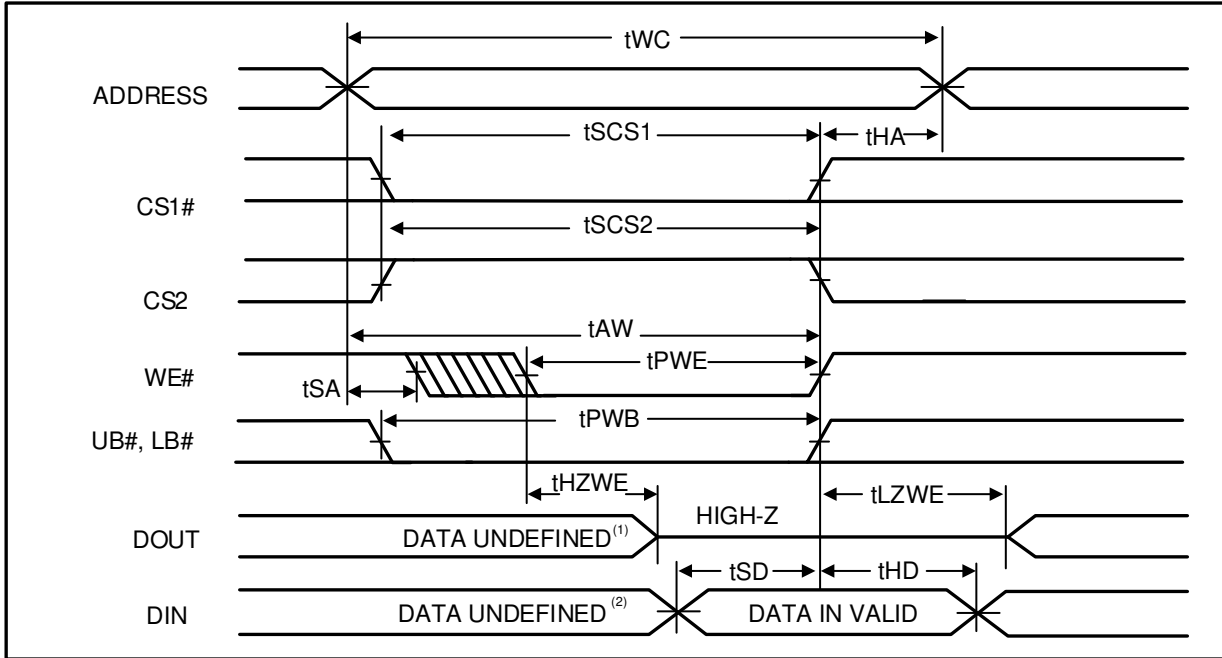 tWC
ADDRESS
tSCS1
tHA
CS1#
tSCS2
CS2
tAW
WE#
tPWE
tSA
tPWB
UB#, LB#
tHZWE
tLZWE
HIGH-Z
DOUT
DATA UNDEFINED(1)
tSD
tHD
DIN
DATA UNDEFINED (2)
DATA IN VALID